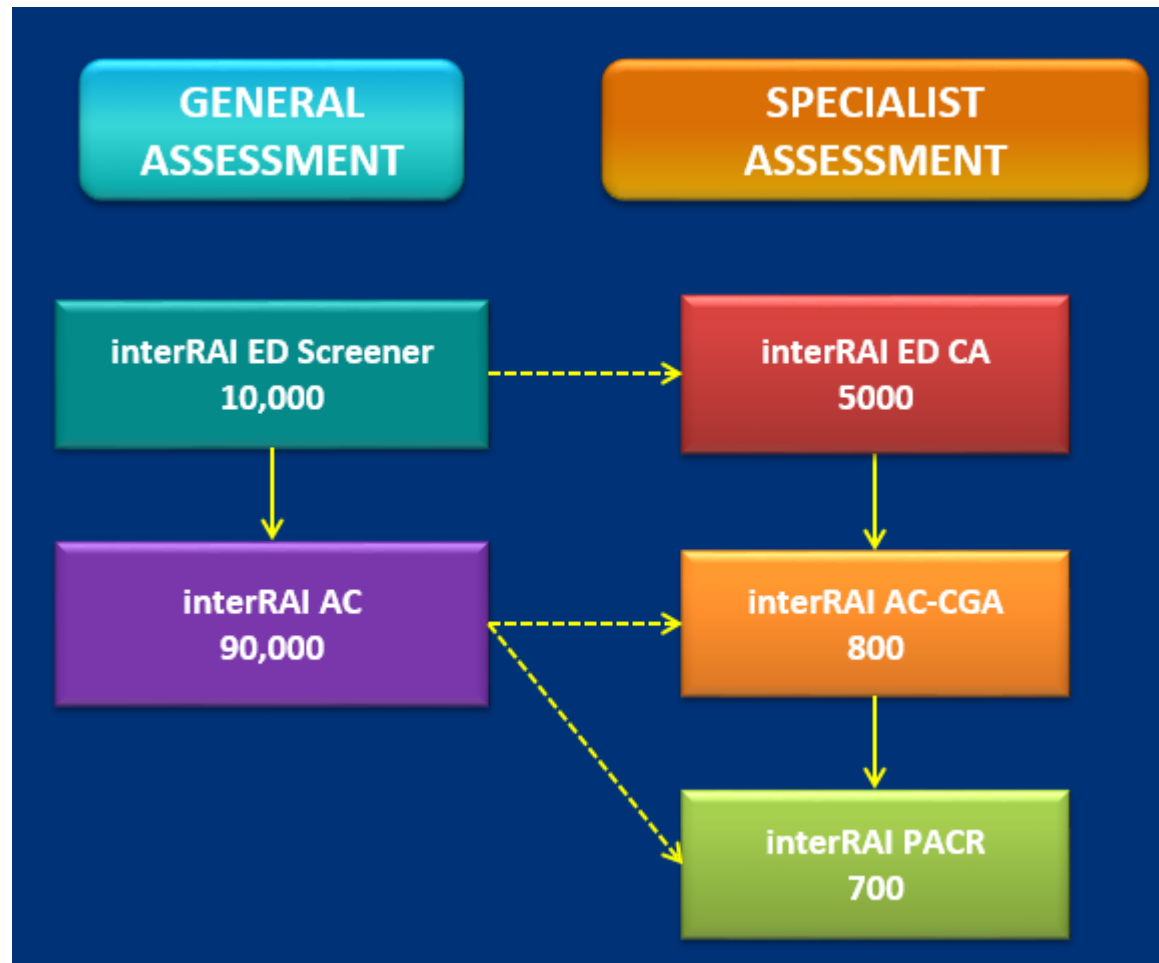 GENERAL
ASSESSMENT
SPECIALIST
ASSESSMENT
interRAI ED Screener
10,000
interRAI ED CA
5000
interRAI AC
90,000
interRAI AC-CGA
800
interRAI PACR
700